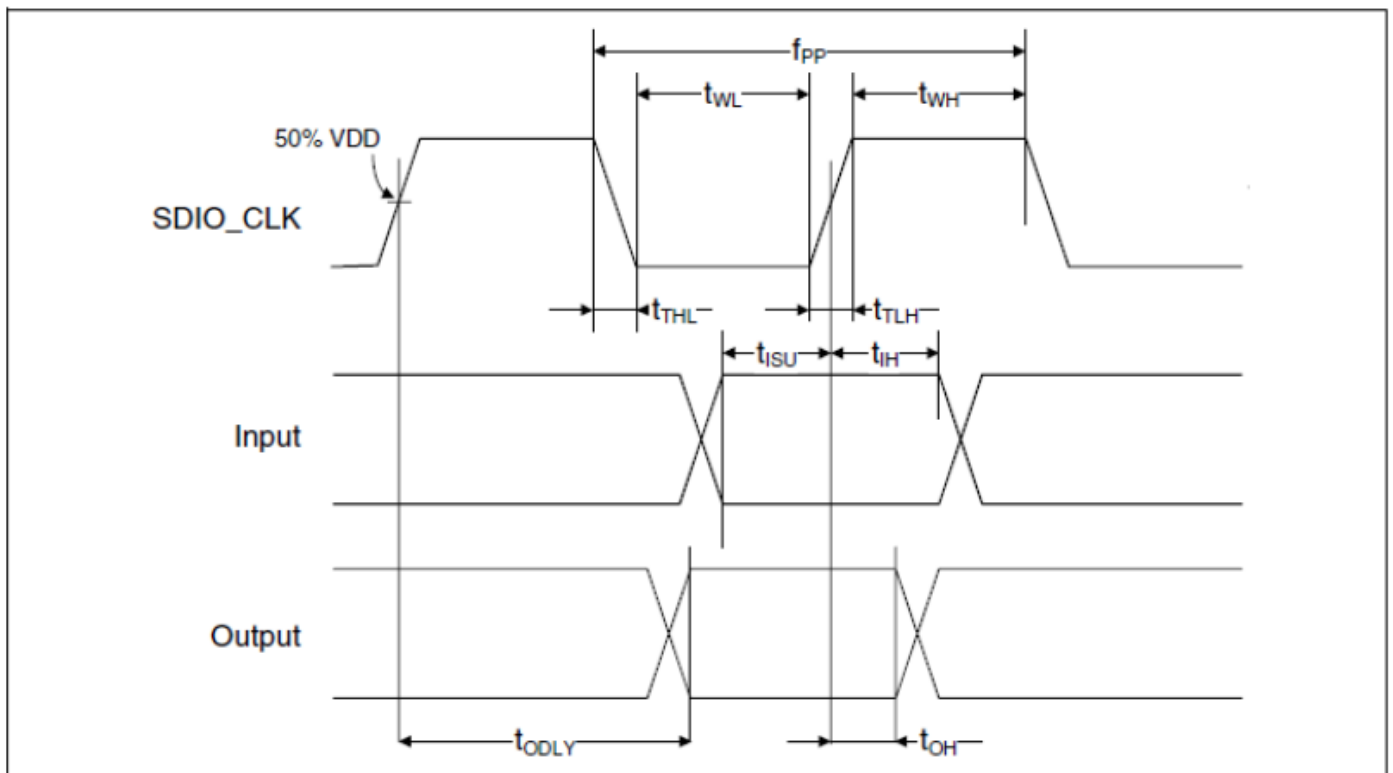 fPP
tWL
tWH
50% VDD
SDIO_CLK
tTHL
tTLH
tISU
tIH
Input
Output
tODLY
tOH